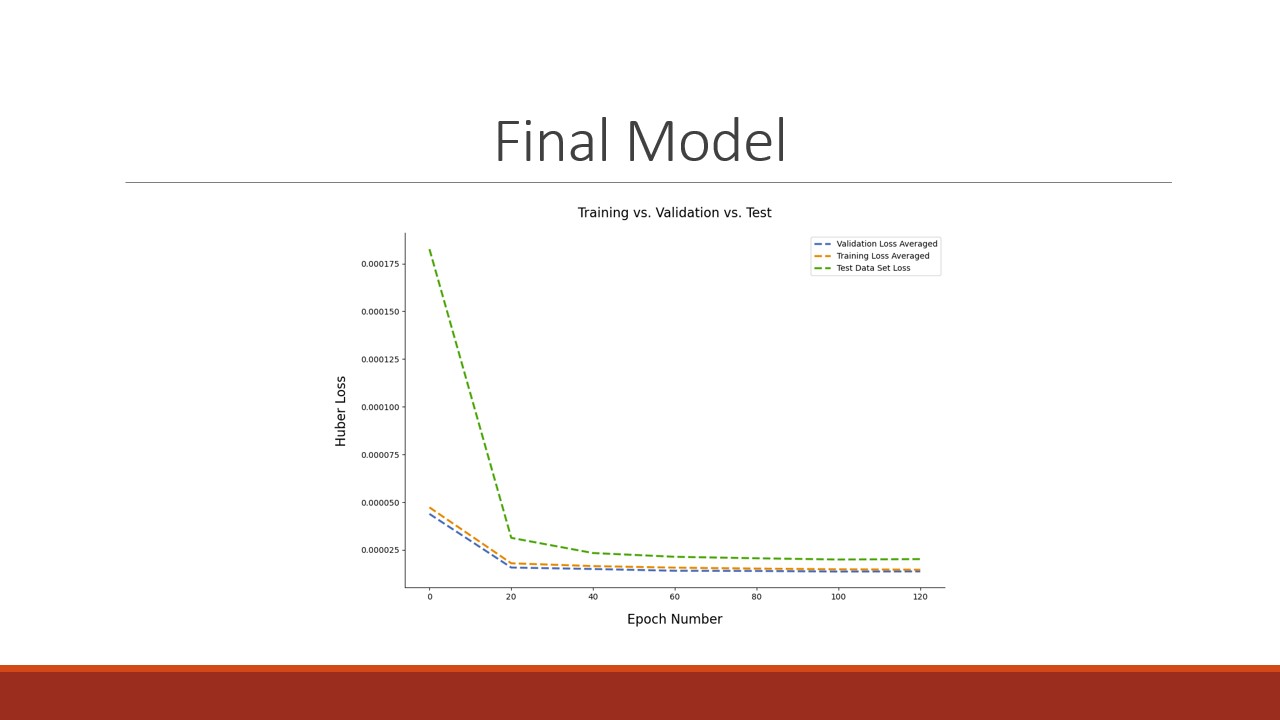 Final Model
Training vs. Validation vs. Test
Validation Loss Averaged
Training Loss Averaged
Test Data Set Loss
0.000175
0.000150
0.000125
0.000100
0.000075
0.000050
0.000025
Huber Loss
0 20 40 60 80 100 120
Epoch Number